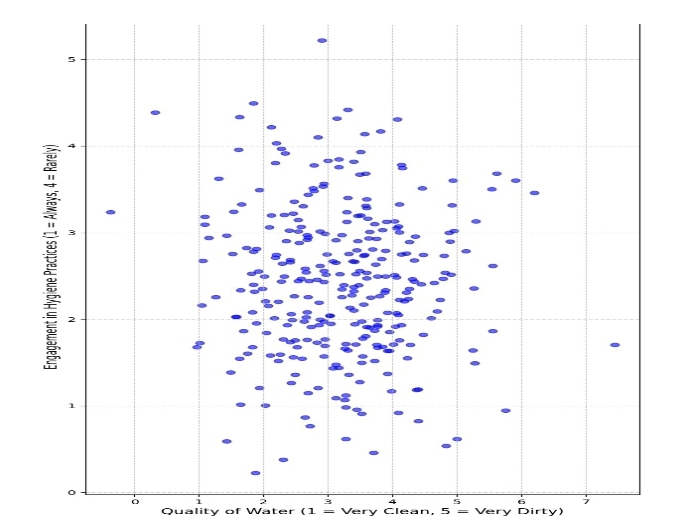 5
4
3
2
1
0
Engagement in Hygiene Practices (1 = Always, 4 = Rarely)
0 1 2 3 4 5 6 7
Quality of Water (1 = Very Clean, 5 = Very Dirty)